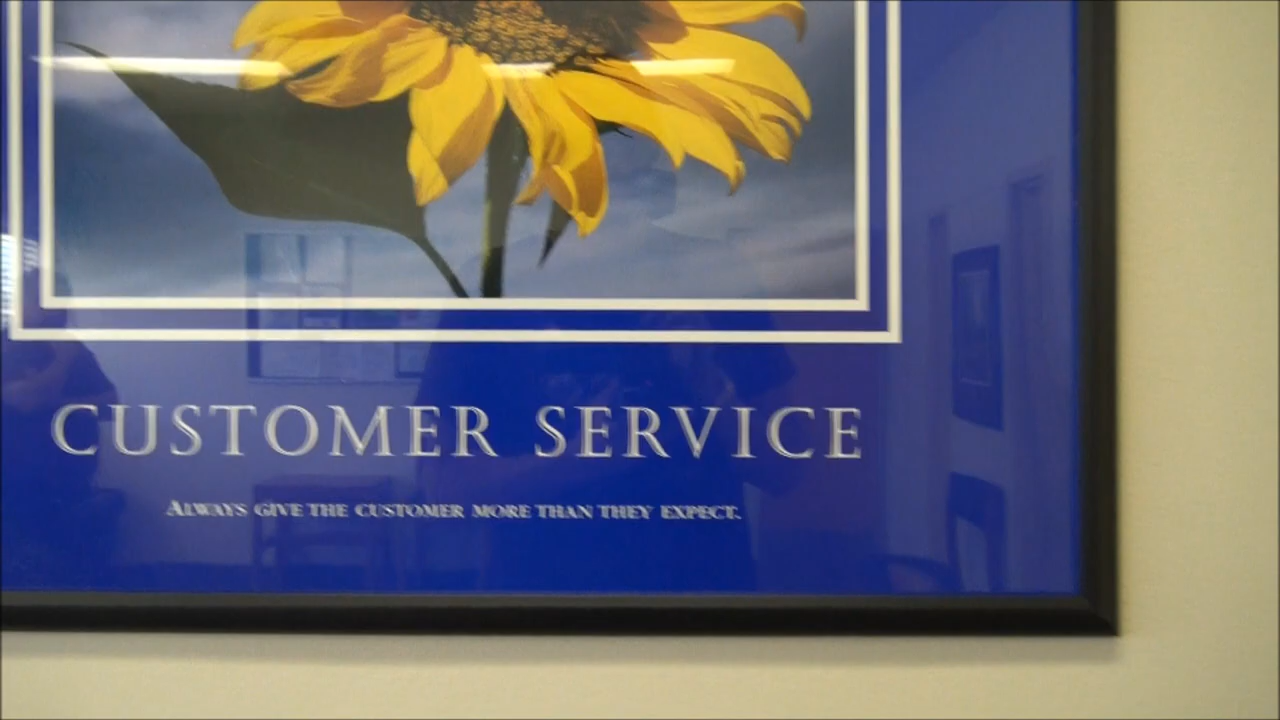 CUSTOMER SERVICE
ALWAYS GIVE THE CUSTOMER MORE THAN THEY EXPECT.